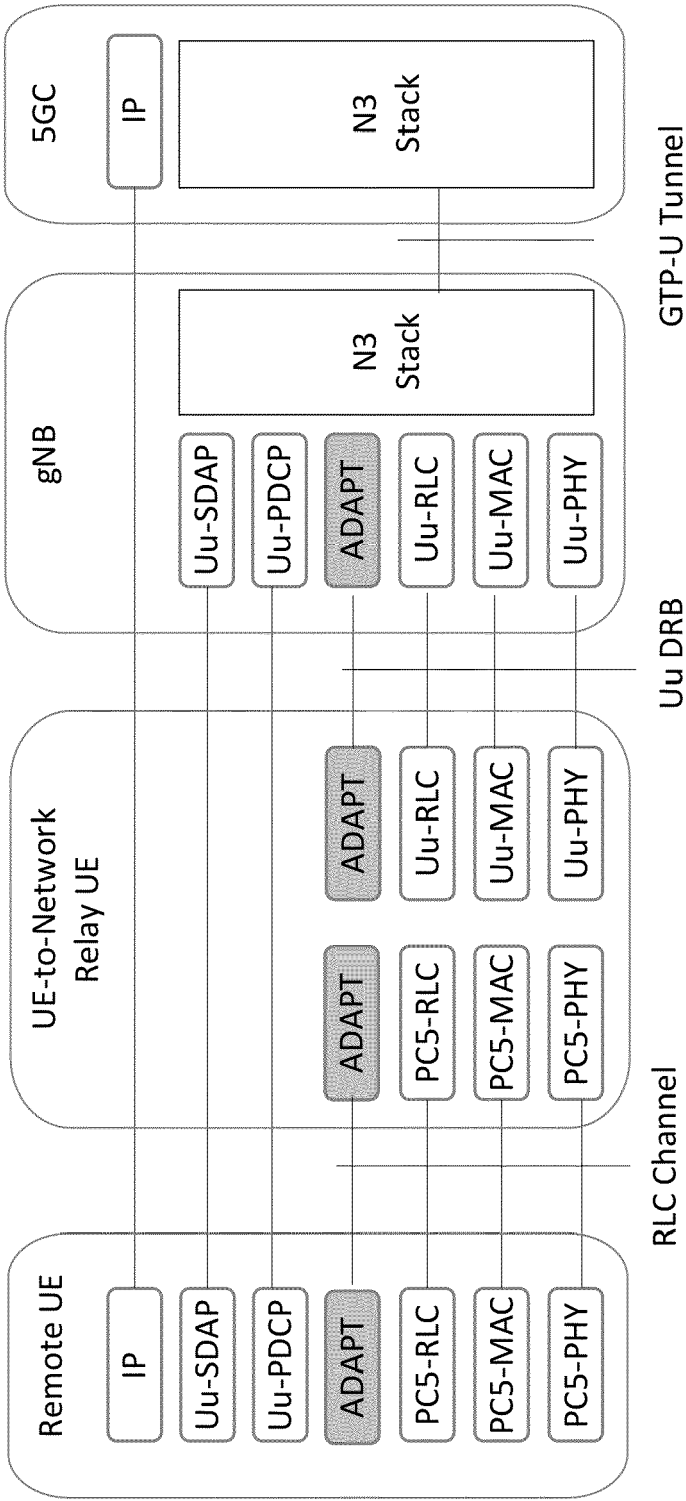 Remote UE
IP
Uu-SDAP
Uu-PDCP
ADAPT
PC5-RLC
PC5-MAC
PC5-PHY
RLC Channel
UE-to-Network
Relay UE
ADAPT
PC5-RLC
PC5-MAC
PC5-PHY
ADAPT
Uu-RLC
Uu-MAC
Uu-PHY
Uu DRB
gNB
Uu-SDAP
Uu-PDCP
ADAPT
Uu-RLC
Uu-MAC
Uu-PHY
N3
Stack
GTP-U Tunnel
5GC
IP
N3
Stack